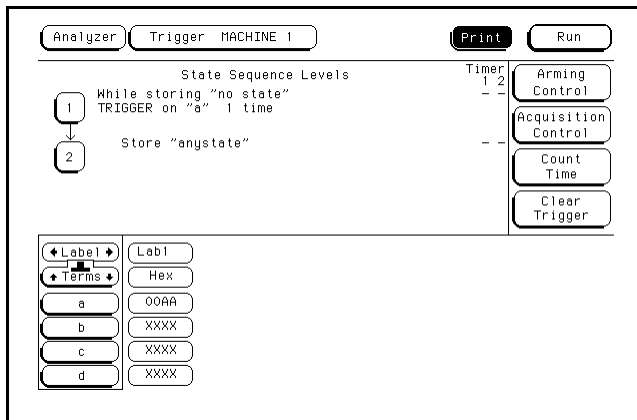 Analyzer Trigger MACHINE 1 Print Run
State Sequence Levels Timer
1 2
1 While storing "no state" - -
TRIGGER on "a" 1 time
2 Store "anystate" - -
Arming
Control
Acquisition
Control
Count
Time
Clear
Trigger
Label Lab1
Terms Hex
a 00AA
b XXXX
c XXXX
d XXXX